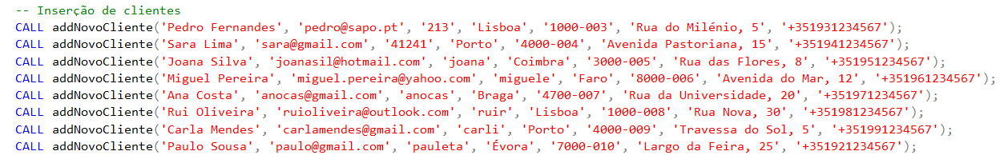 -- Inserção de clientes
CALL addNovoCliente('Pedro Fernandes', 'pedro@sapo.pt', '213', 'Lisboa', '1000-003', 'Rua do Milénio, 5', '+351931234567');
CALL addNovoCliente('Sara Lima', 'sara@gmail.com', '41241', 'Porto', '4000-004', 'Avenida Pastoriana, 15', '+351941234567');
CALL addNovoCliente('Joana Silva', 'joanasil@hotmail.com', 'joana', 'Coimbra', '3000-005', 'Rua das Flores, 8', '+351951234567');
CALL addNovoCliente('Miguel Pereira', 'miguel.pereira@yahoo.com', 'miguele', 'Faro', '8000-006', 'Avenida do Mar, 12', '+351961234567');
CALL addNovoCliente('Ana Costa', 'anocas@gmail.com', 'anocas', 'Braga', '4700-007', 'Rua da Universidade, 20', '+351971234567');
CALL addNovoCliente('Rui Oliveira', 'ruioliveira@outlook.com', 'ruir', 'Lisboa', '1000-008', 'Rua Nova, 30', '+351981234567');
CALL addNovoCliente('Carla Mendes', 'carlamendes@gmail.com', 'carli', 'Porto', '4000-009', 'Travessa do Sol, 5', '+351991234567');
CALL addNovoCliente('Paulo Sousa', 'paulo@gmail.com', 'pauleta', 'Évora', '7000-010', 'Largo da Feira, 25', '+351921234567');